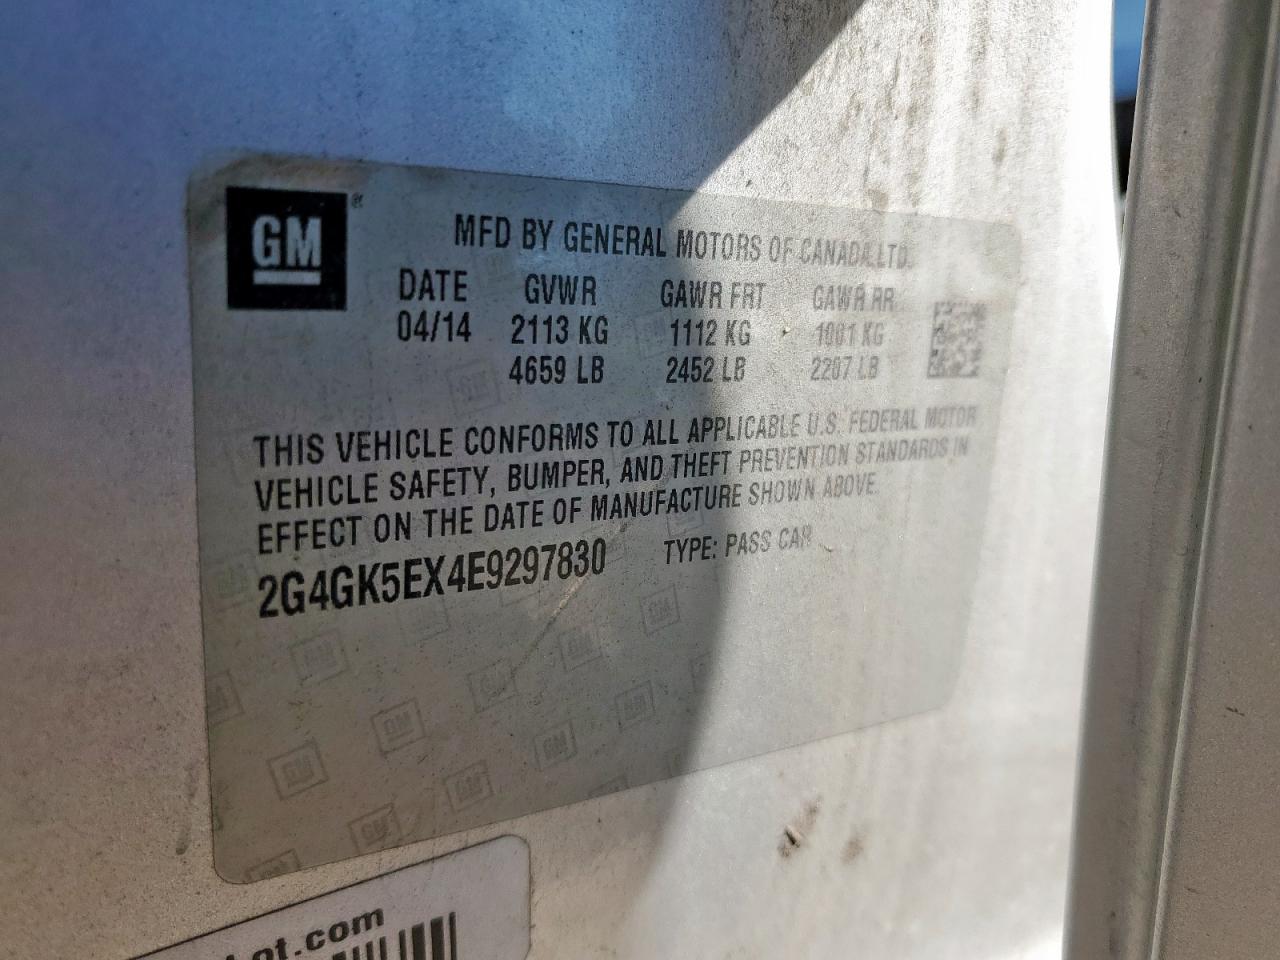 GM ®
MFD BY GENERAL MOTORS OF CANADA LTD.
DATE GVWR GAWR FRT GAWR RR
04/14 2113 KG 1112 KG 1001 KG
4659 LB 2452 LB 2207 LB
THIS VEHICLE CONFORMS TO ALL APPLICABLE U.S. FEDERAL MOTOR
VEHICLE SAFETY, BUMPER, AND THEFT PREVENTION STANDARDS IN
EFFECT ON THE DATE OF MANUFACTURE SHOWN ABOVE.
2G4GK5EX4E9297830 TYPE: PASS CAR
Lot.com